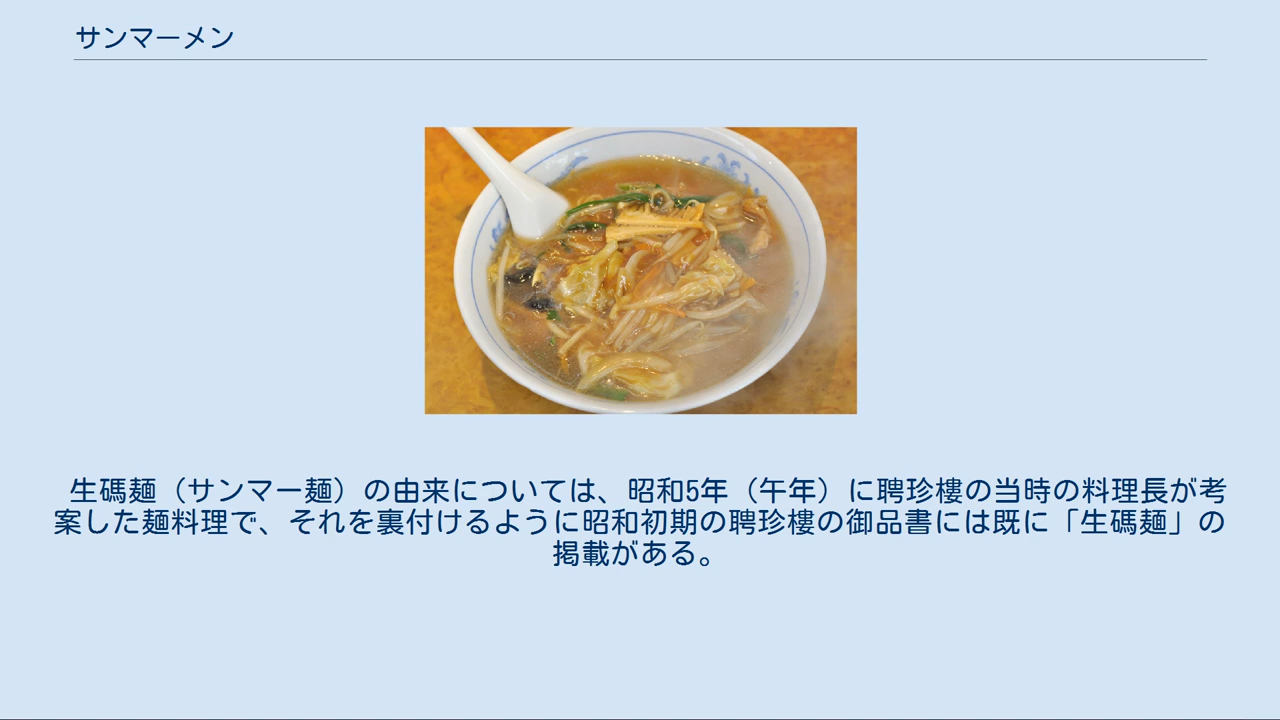 サンマーメン
生碼麺（サンマー麺）の由来については、昭和5年（午年）に聘珍樓の当時の料理長が考
案した麺料理で、それを裏付けるように昭和初期の聘珍樓の御品書には既に「生碼麺」の
掲載がある。